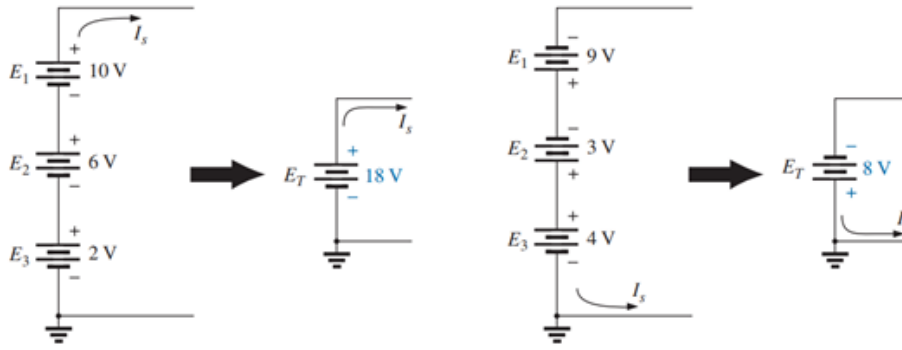 +
I_s
E_1
10 V
−
+
E_2
6 V
−
+
E_3
2 V
−
I_s
+
E_T
18 V
−
−
E_1
9 V
+
−
E_2
3 V
+
+
E_3
4 V
−
I_s
−
E_T
8 V
+
I